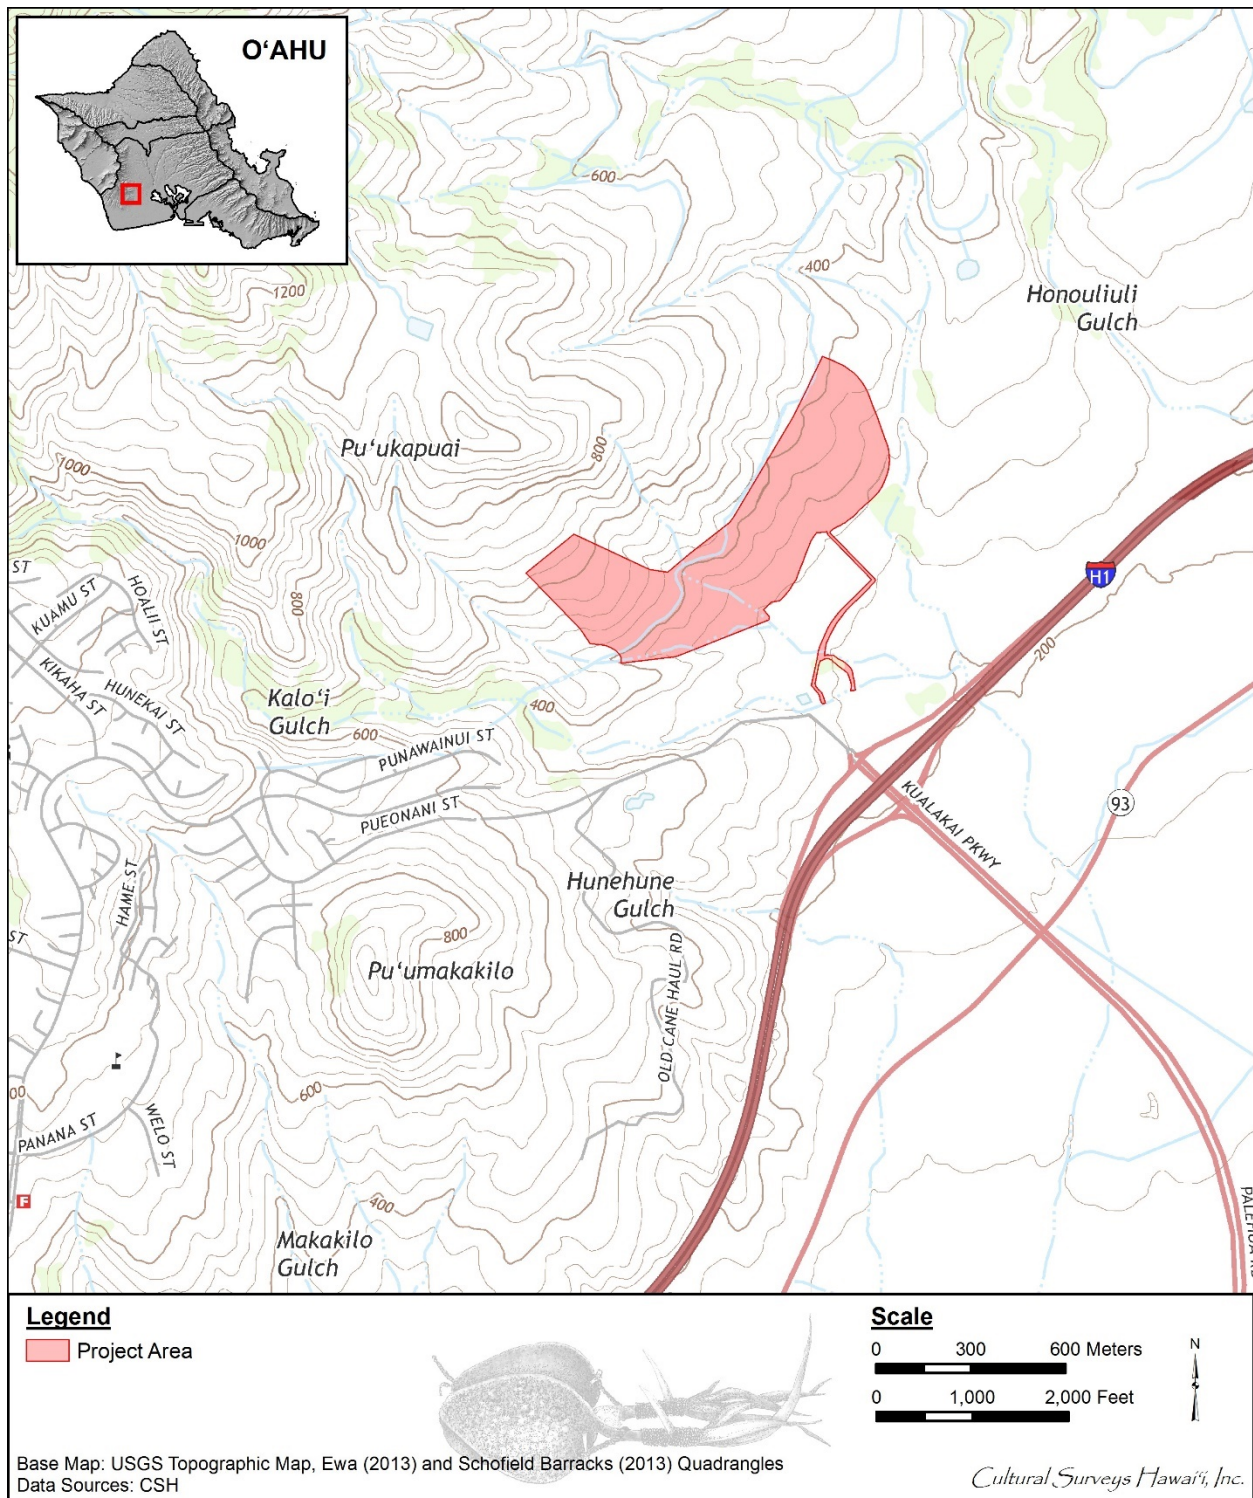 O‘AHU
600
400
1200
Honouliuli
Gulch
Pu‘ukapuai
800
1000
1000
H1
ST
KUAMU ST
HOALII ST
800
200
KIKAHA ST
HUNEKAI ST
Kalo‘i
Gulch
400
600
PUNAWAINUI ST
KUALAKAI PKWY
93
PUEONANI ST
HAME ST
Hunehune
Gulch
ST
800
Pu‘umakakilo
OLD CANE HAUL RD
600
00
PANANA ST
WELO ST
F
400
Makakilo
Gulch
PALEHUA RD
Legend
Project Area
Scale
0 300 600 Meters
0 1,000 2,000 Feet
N
Base Map: USGS Topographic Map, Ewa (2013) and Schofield Barracks (2013) Quadrangles
Data Sources: CSH
Cultural Surveys Hawai‘i, Inc.